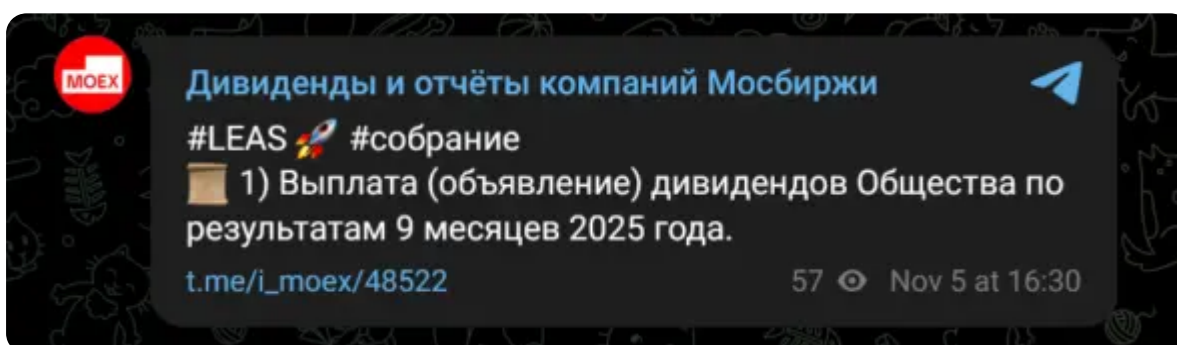 MOEX
Дивиденды и отчёты компаний Мосбиржи
#LEAS 🚀 #собрание
📜 1) Выплата (объявление) дивидендов Общества по
результатам 9 месяцев 2025 года.
t.me/i_moex/48522
57 Nov 5 at 16:30